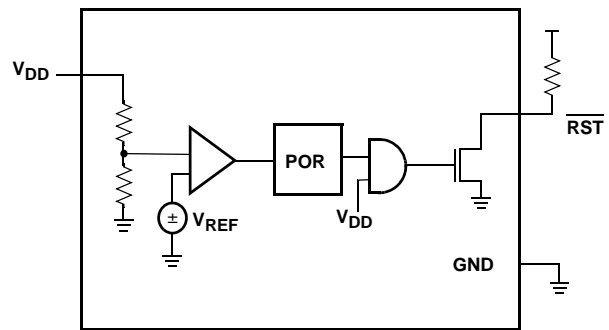 VDD
RST
POR
VREF
VDD
GND
±